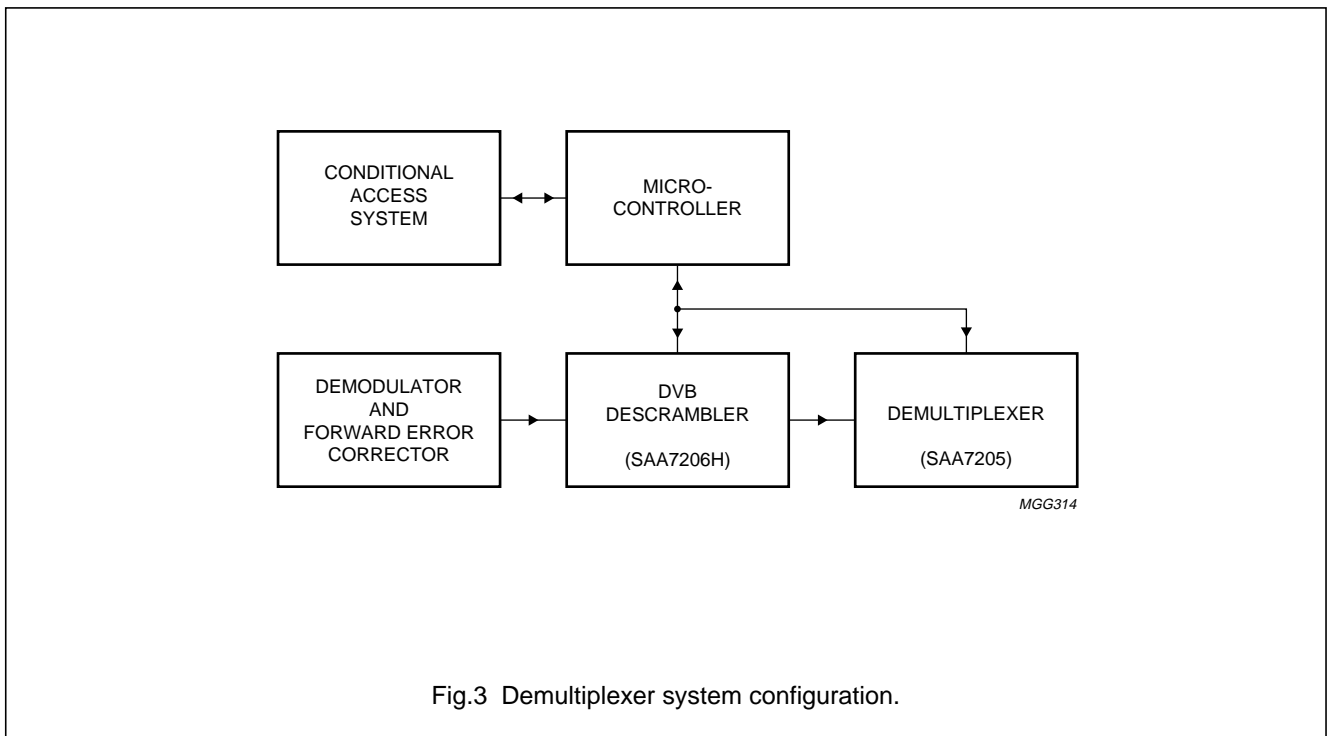 CONDITIONAL
ACCESS
SYSTEM
MICRO-
CONTROLLER
DEMODULATOR
AND
FORWARD ERROR
CORRECTOR
DVB
DESCRAMBLER
(SAA7206H)
DEMULTIPLEXER
(SAA7205)
MGG314
Fig.3 Demultiplexer system configuration.